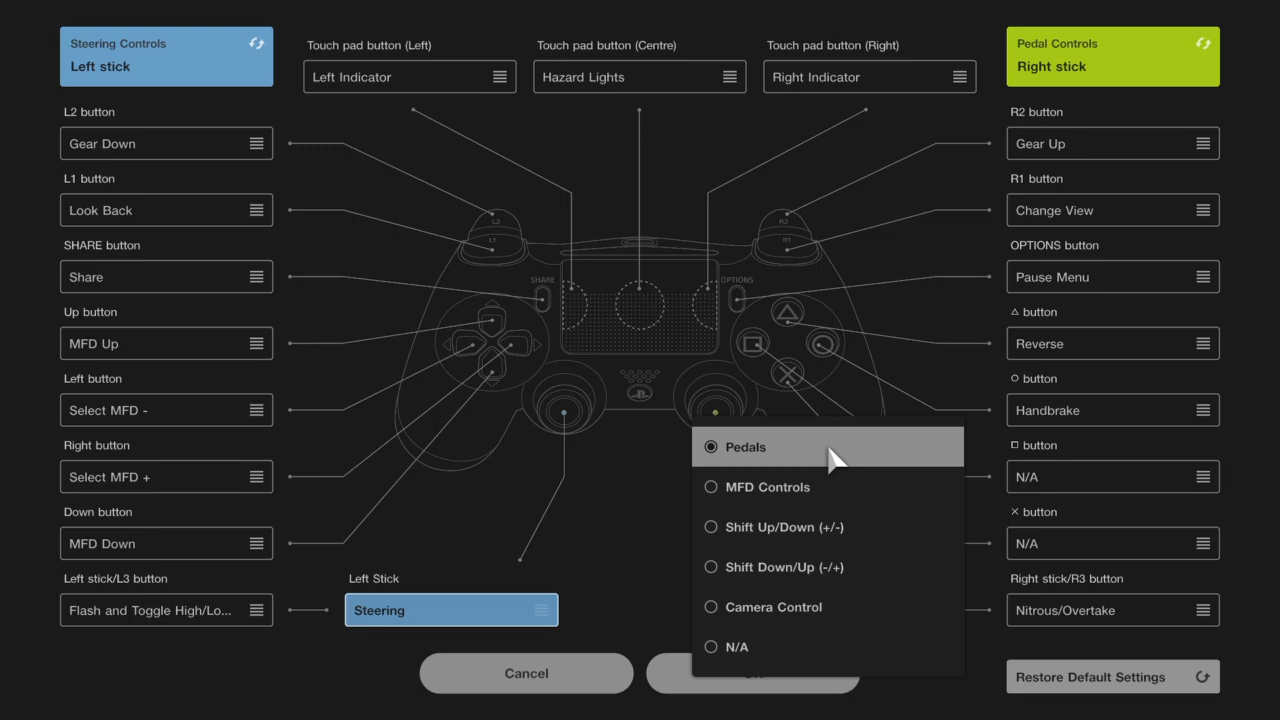 Steering Controls
Left stick
Touch pad button (Left)
Left Indicator
Touch pad button (Centre)
Hazard Lights
Touch pad button (Right)
Right Indicator
Pedal Controls
Right stick
L2 button
Gear Down
L1 button
Look Back
SHARE button
Share
Up button
MFD Up
Left button
Select MFD -
Right button
Select MFD +
Down button
MFD Down
Left stick/L3 button
Flash and Toggle High/Lo...
L2
L1
SHARE
R2
R1
OPTIONS
Left Stick
Steering
Pedals
MFD Controls
Shift Up/Down (+/-)
Shift Down/Up (-/+)
Camera Control
N/A
R2 button
Gear Up
R1 button
Change View
OPTIONS button
Pause Menu
△ button
Reverse
○ button
Handbrake
□ button
N/A
× button
N/A
Right stick/R3 button
Nitrous/Overtake
Cancel
Restore Default Settings